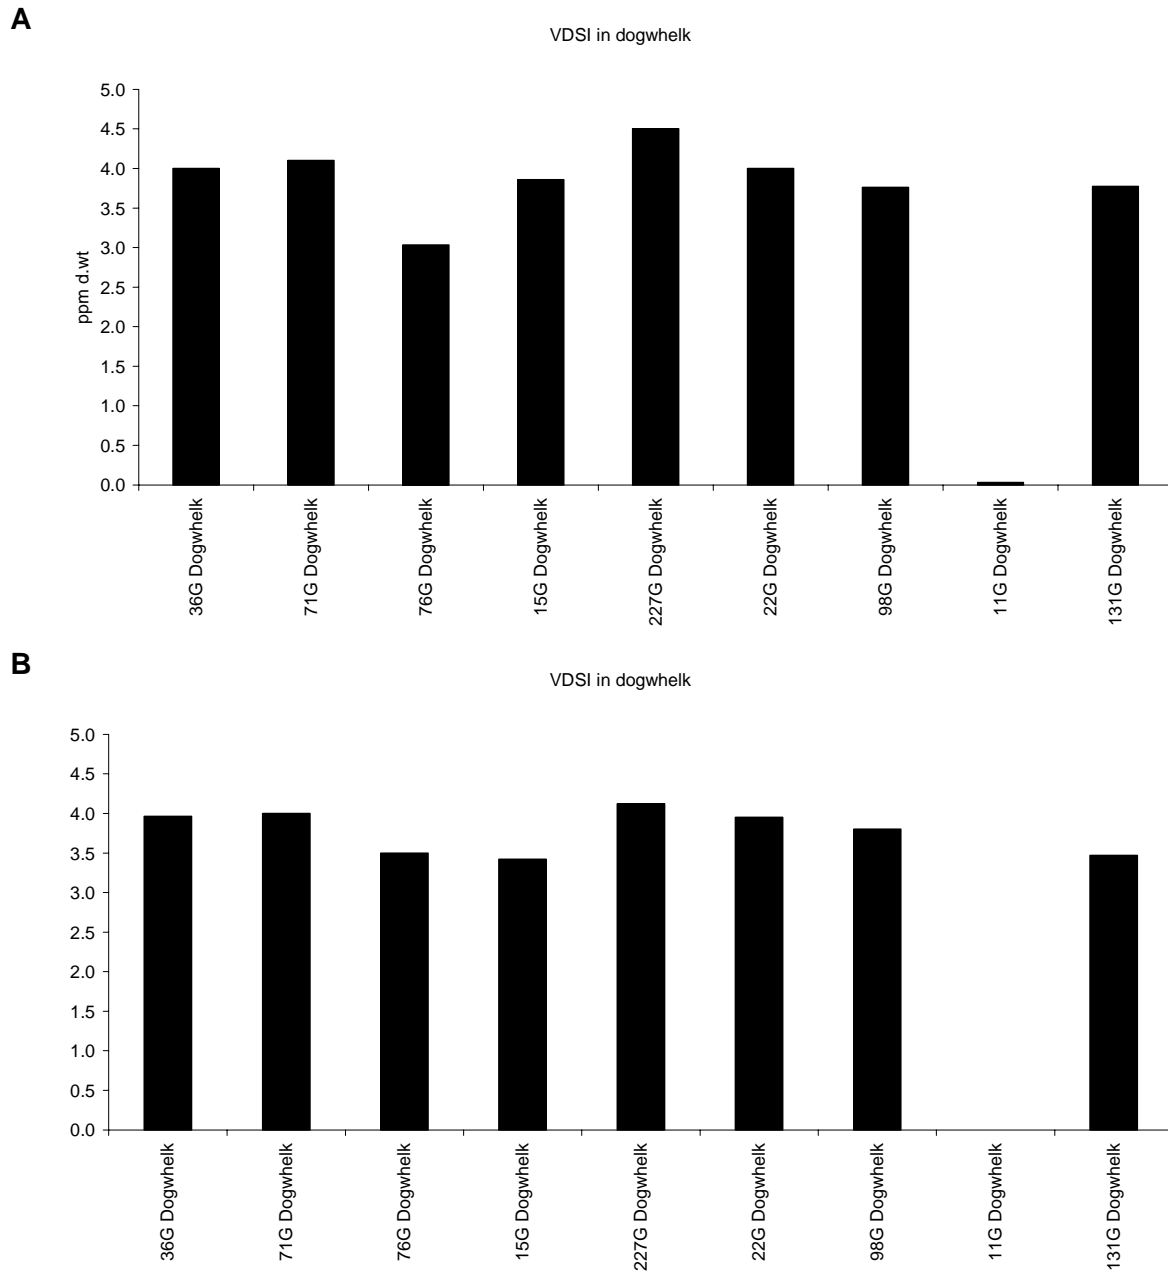 A
VDSI in dogwhelk
ppm d.wt
5.0
4.5
4.0
3.5
3.0
2.5
2.0
1.5
1.0
0.5
0.0
36G Dogwhelk
71G Dogwhelk
76G Dogwhelk
15G Dogwhelk
227G Dogwhelk
22G Dogwhelk
98G Dogwhelk
11G Dogwhelk
131G Dogwhelk
B
VDSI in dogwhelk
5.0
4.5
4.0
3.5
3.0
2.5
2.0
1.5
1.0
0.5
0.0
36G Dogwhelk
71G Dogwhelk
76G Dogwhelk
15G Dogwhelk
227G Dogwhelk
22G Dogwhelk
98G Dogwhelk
11G Dogwhelk
131G Dogwhelk